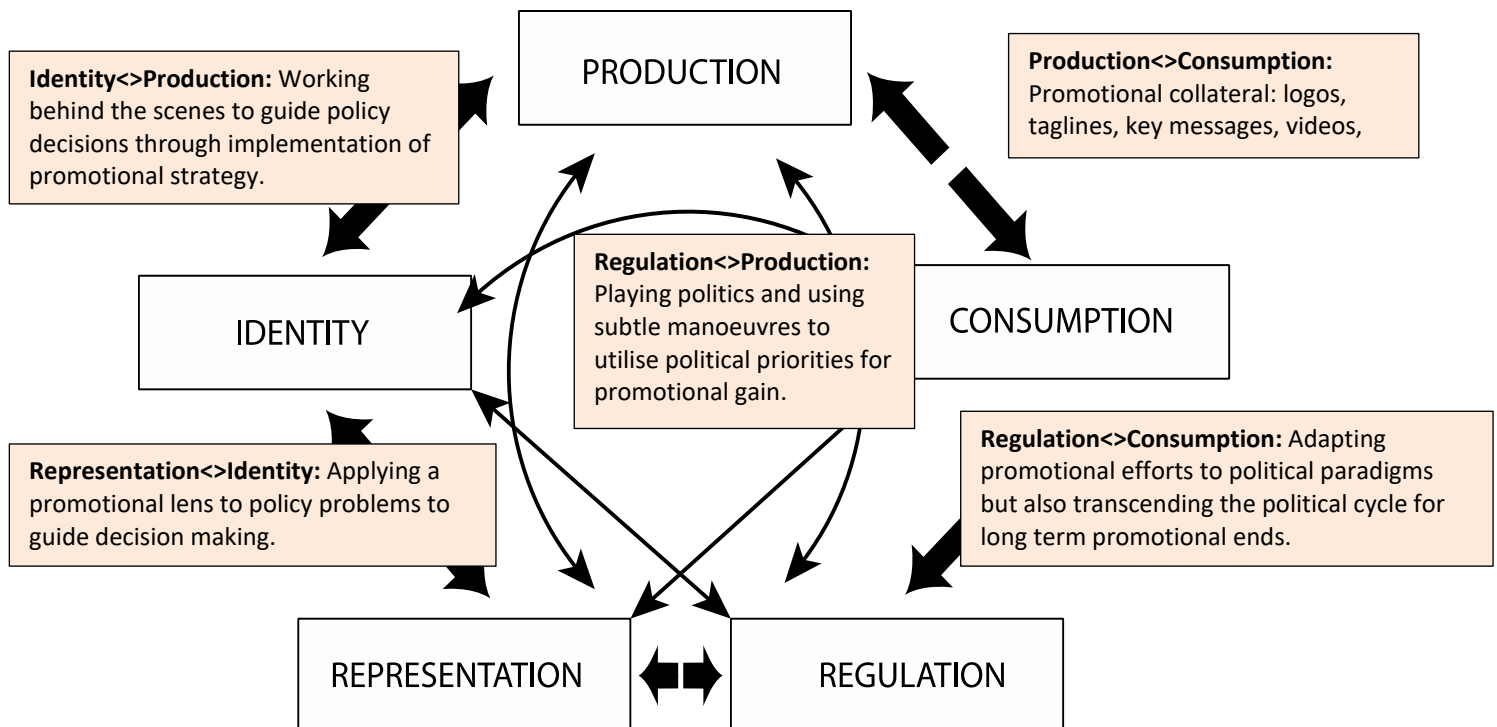 PRODUCTION
Identity<>Production: Working
behind the scenes to guide policy
decisions through implementation of
promotional strategy.
Production<>Consumption:
Promotional collateral: logos,
taglines, key messages, videos,
IDENTITY
Regulation<>Production:
Playing politics and using
subtle manoeuvres to
utilise political priorities for
promotional gain.
CONSUMPTION
Representation<>Identity: Applying a
promotional lens to policy problems to
guide decision making.
Regulation<>Consumption: Adapting
promotional efforts to political paradigms
but also transcending the political cycle for
long term promotional ends.
REPRESENTATION
REGULATION